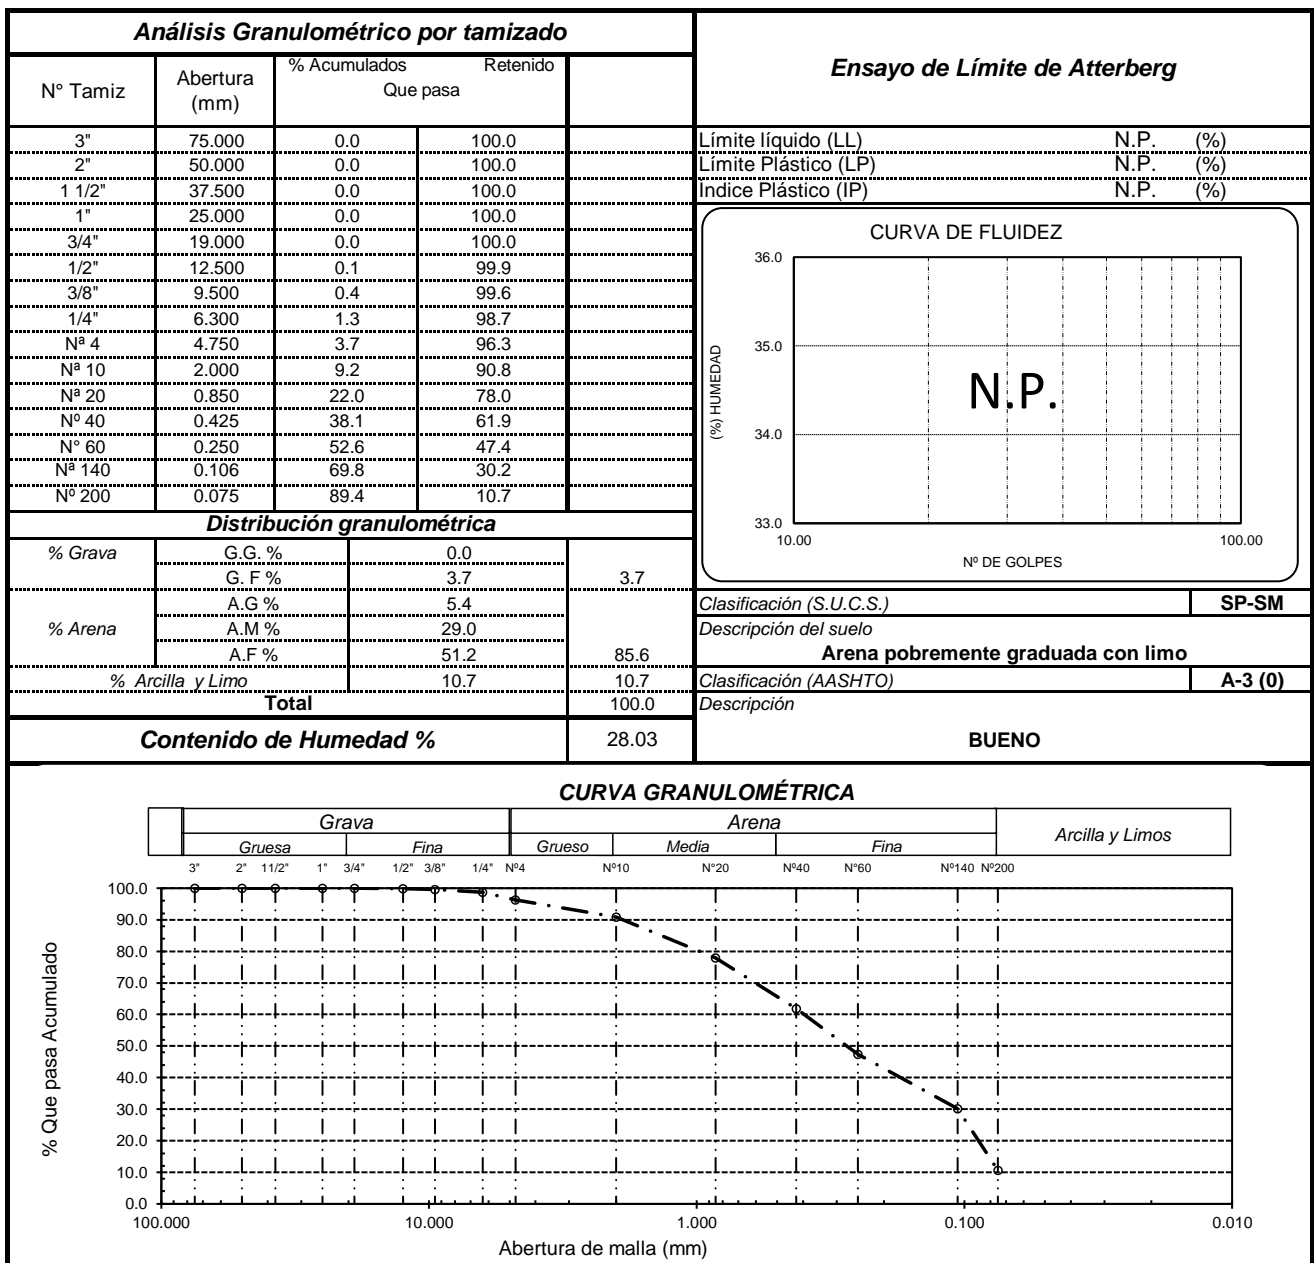 Análisis Granulométrico por tamizado
N° Tamiz Abertura (mm) % Acumulados Retenido Que pasa
3" 75.000 0.0 100.0
2" 50.000 0.0 100.0
1 1/2" 37.500 0.0 100.0
1" 25.000 0.0 100.0
3/4" 19.000 0.0 100.0
1/2" 12.500 0.1 99.9
3/8" 9.500 0.4 99.6
1/4" 6.300 1.3 98.7
Nª 4 4.750 3.7 96.3
Nª 10 2.000 9.2 90.8
Nª 20 0.850 22.0 78.0
Nº 40 0.425 38.1 61.9
N° 60 0.250 52.6 47.4
Nª 140 0.106 69.8 30.2
Nº 200 0.075 89.4 10.7
Distribución granulométrica
% Grava G.G. % 0.0
G. F % 3.7 3.7
A.G % 5.4
% Arena A.M % 29.0
A.F % 51.2 85.6
% Arcilla y Limo 10.7 10.7
Total 100.0
Contenido de Humedad % 28.03
Ensayo de Límite de Atterberg
Límite líquido (LL) N.P. (%)
Límite Plástico (LP) N.P. (%)
Indice Plástico (IP) N.P. (%)
CURVA DE FLUIDEZ
36.0
35.0
34.0
33.0
(%) HUMEDAD
N.P.
10.00 100.00
Nº DE GOLPES
Clasificación (S.U.C.S.) SP-SM
Descripción del suelo
Arena pobremente graduada con limo
Clasificación (AASHTO) A-3 (0)
Descripción
BUENO
CURVA GRANULOMÉTRICA
Grava Arena Arcilla y Limos
Gruesa Fina Grueso Media Fina
3" 2" 11/2" 1" 3/4" 1/2" 3/8" 1/4" Nº4 Nº10 N°20 N°40 N°60 Nº140 Nº200
100.0
90.0
80.0
70.0
60.0
50.0
40.0
30.0
20.0
10.0
0.0
% Que pasa Acumulado
100.000 10.000 1.000 0.100 0.010
Abertura de malla (mm)